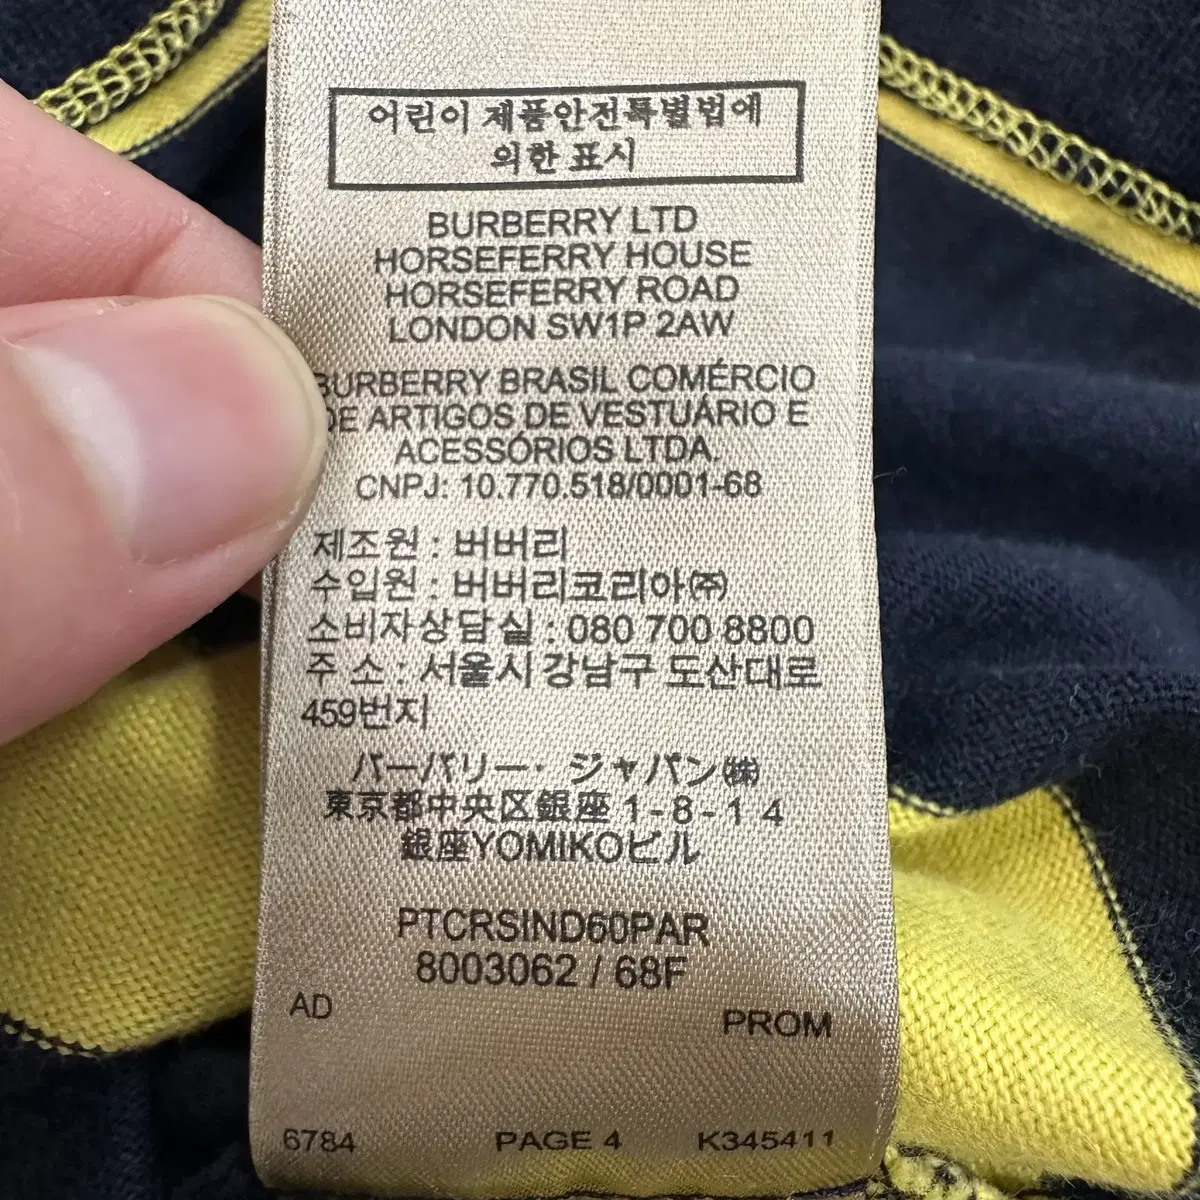 어린이 제품안전특별법에
의한 표시
BURBERRY LTD
HORSEFERRY HOUSE
HORSEFERRY ROAD
LONDON SW1P 2AW
BURBERRY BRASIL COMÉRCIO
DE ARTIGOS DE VESTUÁRIO E
ACESSÓRIOS LTDA.
CNPJ: 10.770.518/0001-68
제조원 : 버버리
수입원 : 버버리코리아㈜
소비자상담실 : 080 700 8800
주 소 : 서울시 강남구 도산대로
459번지
バーバリー・ジャパン㈱
東京都中央区銀座 1-8-14
銀座YOMIKOビル
PTCRSIND60PAR
8003062 / 68F
AD PROM
6784 PAGE 4 K345411